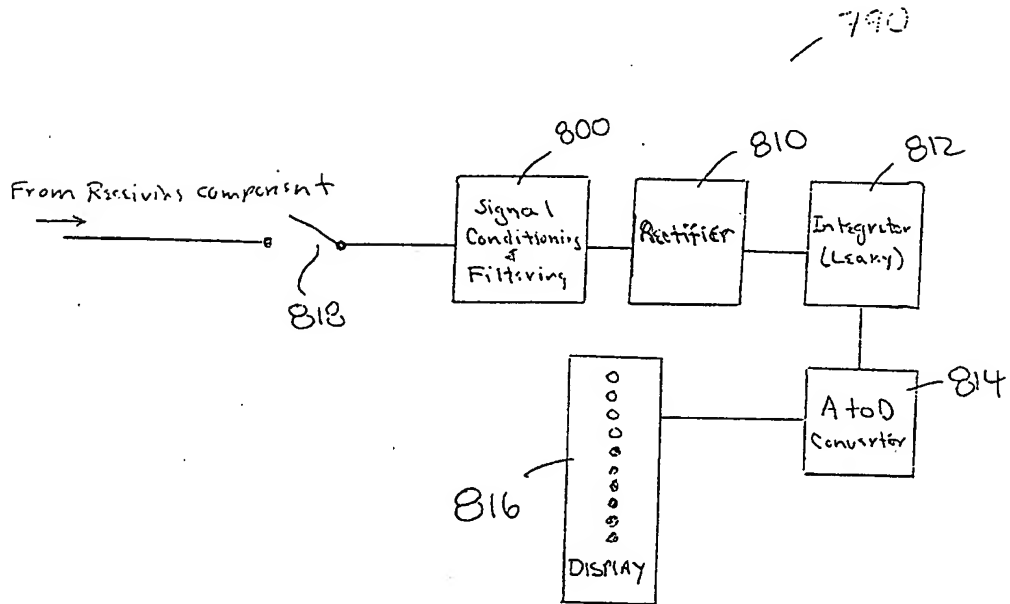 790
800
810
812
From Receiving component
Signal
Conditioning
&
Filtering
Rectifier
Integrator
(Leaky)
818
814
A to D
Converter
816
DISPLAY